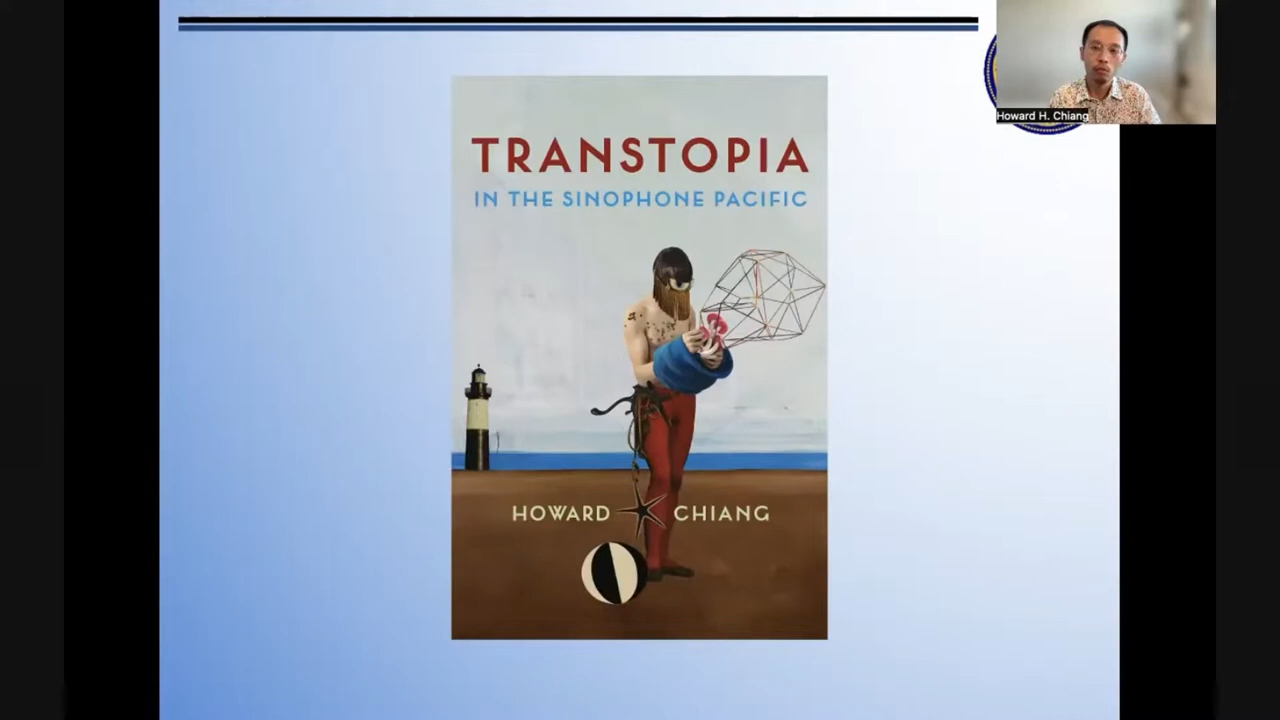 Howard H. Chiang
TRANSTOPIA
IN THE SINOPHONE PACIFIC
HOWARD CHIANG